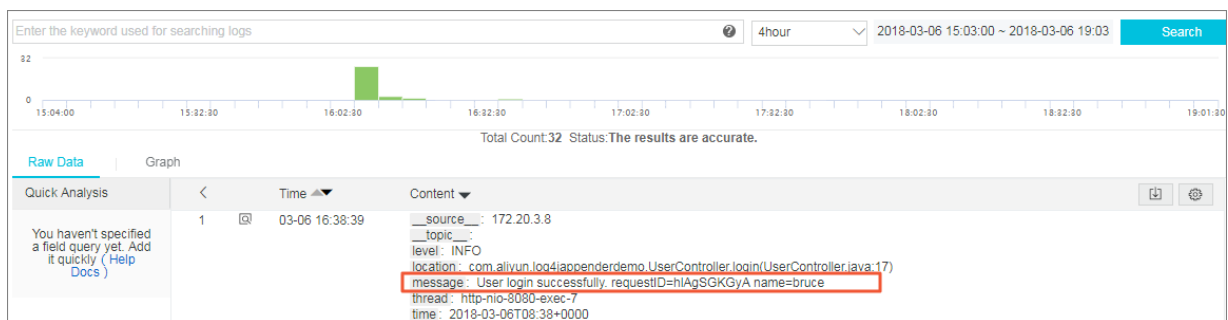 Enter the keyword used for searching logs 4hour 2018-03-06 15:03:00 ~ 2018-03-06 19:03 Search
32
0
15:04:00 15:32:30 16:02:30 16:32:30 17:02:30 17:32:30 18:02:30 18:32:30 19:01:30
Total Count:32 Status:The results are accurate.
Raw Data Graph
Quick Analysis < Time Content
1 03-06 16:38:39 __source__: 172.20.3.8
You haven't specified
a field query yet. Add
it quickly ( Help
Docs )
__topic__:
level: INFO
location: com.aliyun.log4jappenderdemo.UserController.login(UserController.java:17)
message: User login successfully. requestID=hlAgSGKGyA name=bruce
thread: http-nio-8080-exec-7
time: 2018-03-06T08:38+0000